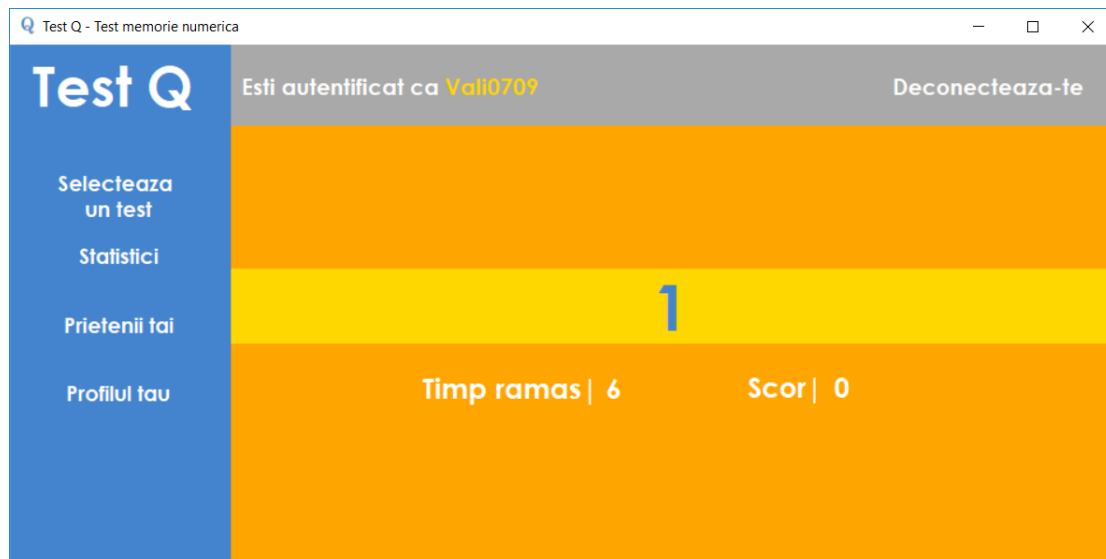 Test Q - Test memorie numerica
Test Q
Esti autentificat ca Vali0709
Deconecteaza-te
Selecteaza
un test
Statistici
Prietenii tai
Profilul tau
1
Timp ramas| 6
Scor| 0